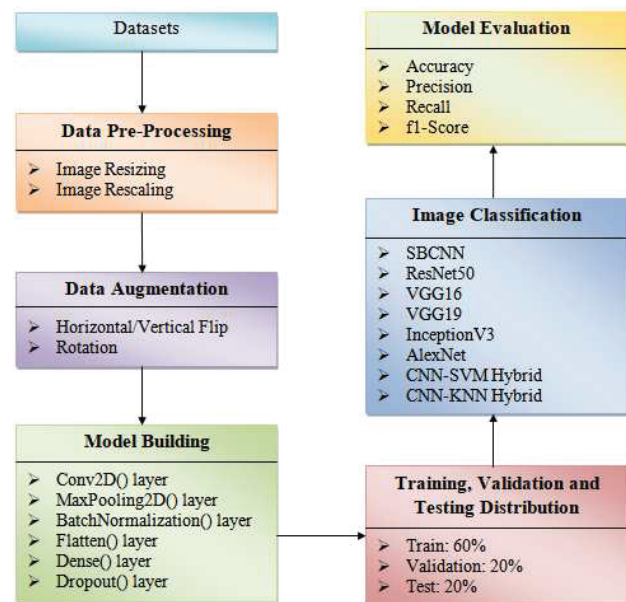 Datasets
Data Pre-Processing
➢ Image Resizing
➢ Image Rescaling
Data Augmentation
➢ Horizontal/Vertical Flip
➢ Rotation
Model Building
➢ Conv2D() layer
➢ MaxPooling2D() layer
➢ BatchNormalization() layer
➢ Flatten() layer
➢ Dense() layer
➢ Dropout() layer
Training, Validation and
Testing Distribution
➢ Train: 60%
➢ Validation: 20%
➢ Test: 20%
Image Classification
➢ SBCNN
➢ ResNet50
➢ VGG16
➢ VGG19
➢ InceptionV3
➢ AlexNet
➢ CNN-SVM Hybrid
➢ CNN-KNN Hybrid
Model Evaluation
➢ Accuracy
➢ Precision
➢ Recall
➢ f1-Score